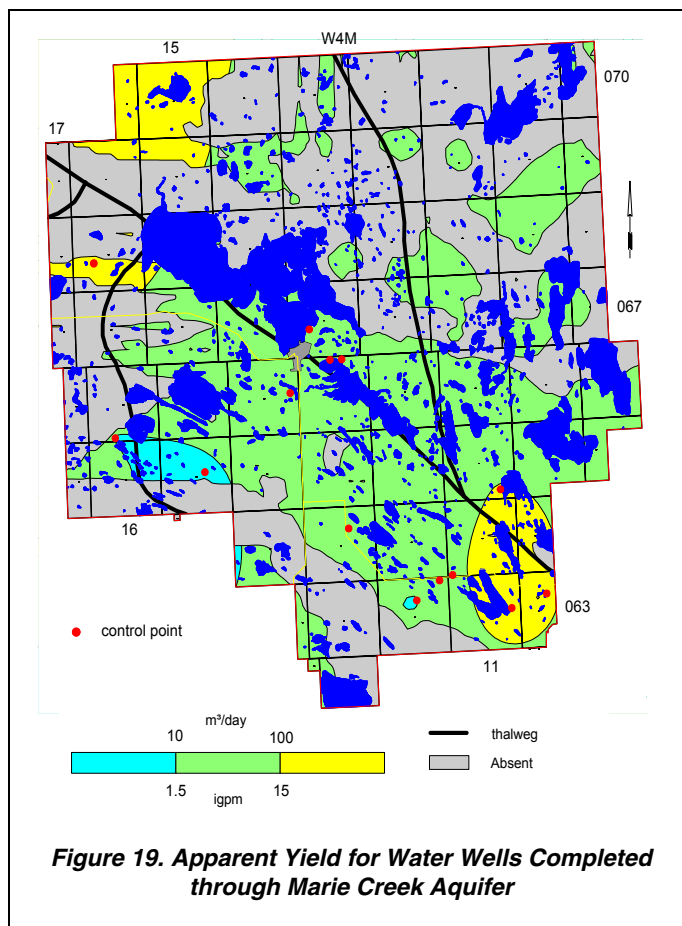 W4M
15
070
17
067
16
063
control point
11
m³/day
10 100
thalweg
Absent
1.5 15
igpm
Figure 19. Apparent Yield for Water Wells Completed
through Marie Creek Aquifer